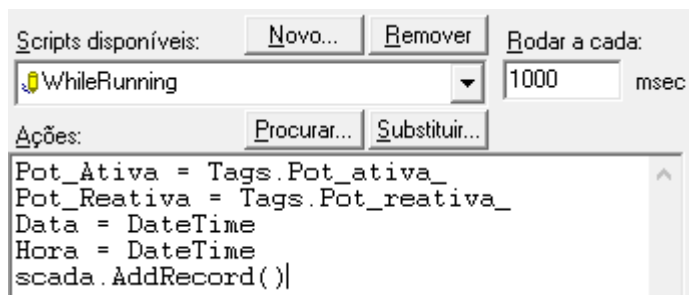 Scripts disponíveis: Novo... Remover Rodar a cada:
WhileRunning 1000 msec
Ações: Procurar... Substituir...
Pot_Ativa = Tags.Pot_ativa_
Pot_Reativa = Tags.Pot_reativa_
Data = DateTime
Hora = DateTime
scada.AddRecord()